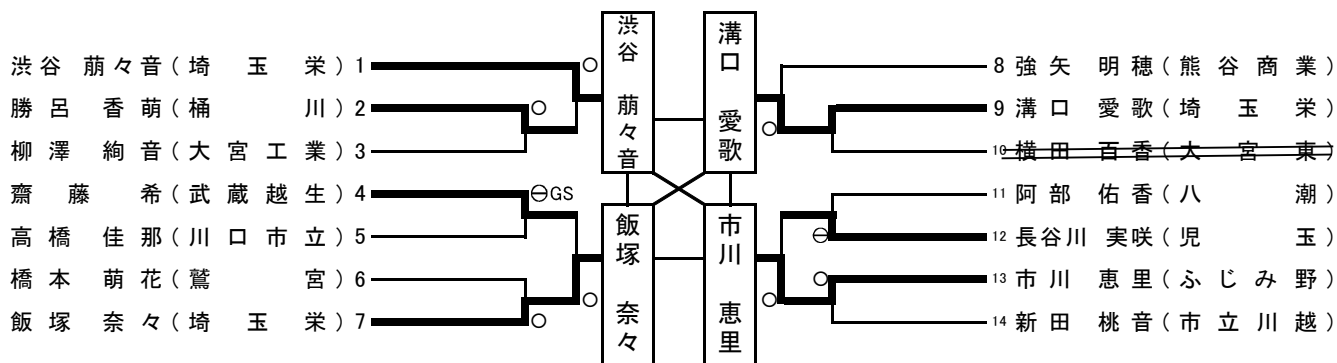 渋谷 萌々音(埼玉栄) 1
勝呂香萌(桶川) 2
柳澤絢音(大宮工業) 3
齋藤希(武蔵越生) 4
高橋佳那(川口市立) 5
橋本萌花(鷲宮) 6
飯塚奈々(埼玉栄) 7
○
○
⊖GS
○
○
渋谷 萌々音
飯塚 奈々
溝口 愛歌
市川 恵里
○
⊖
○
○
8 強矢明穂(熊谷商業)
9 溝口愛歌(埼玉栄)
10 横田百香(大宮東)
11 阿部佑香(八潮)
12 長谷川 実咲(児玉)
13 市川恵里(ふじみ野)
14 新田桃音(市立川越)